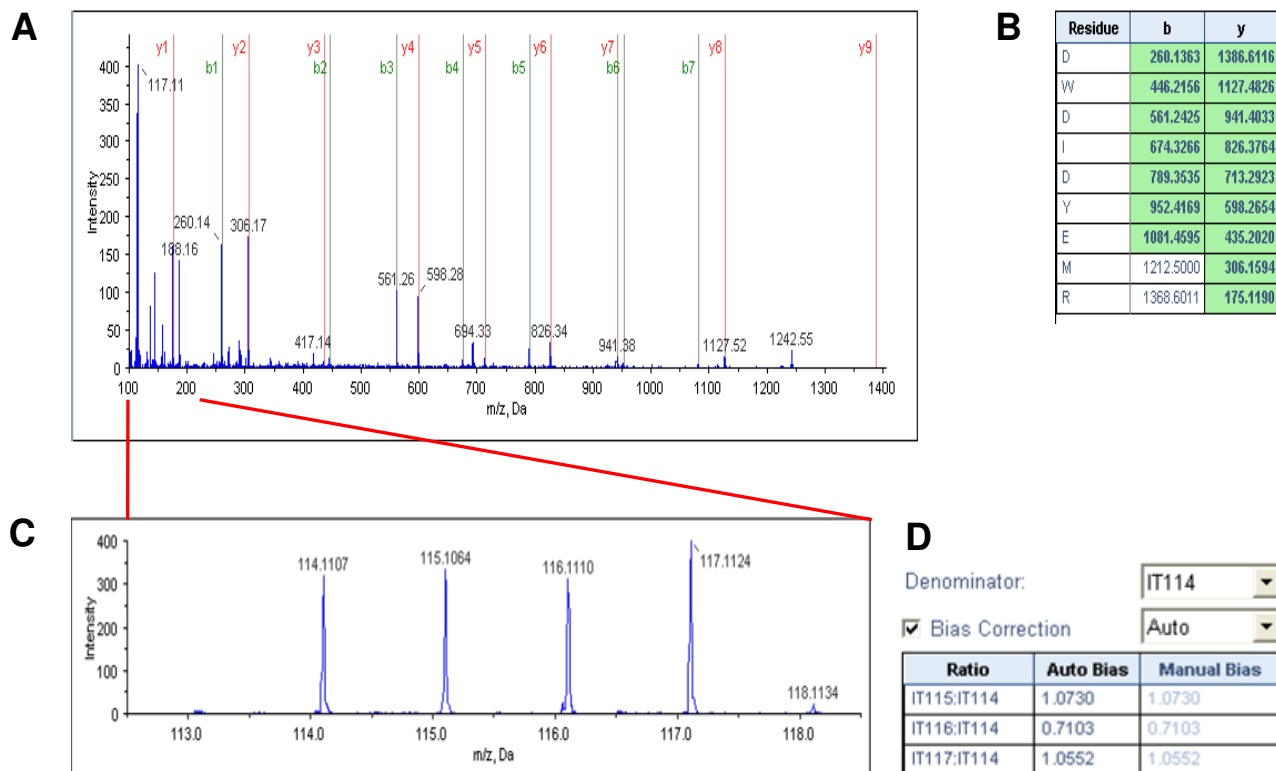 A
y1 y2 y3 y4 y5 y6 y7 y8 y9
b1 b2 b3 b4 b5 b6 b7
400
350
300
250
200
150
100
50
0
Intensity
117.11
188.16
260.14
306.17
417.14
561.26
598.28
694.33
826.34
941.38
1127.52
1242.55
100 200 300 400 500 600 700 800 900 1000 1100 1200 1300 1400
m/z, Da
B
Residue b y
D 260.1363 1386.6116
W 446.2156 1127.4826
D 561.2425 941.4033
I 674.3266 826.3764
D 789.3535 713.2923
Y 952.4169 598.2654
E 1081.4595 435.2020
M 1212.5000 306.1594
R 1368.6011 175.1190
C
400
300
200
100
0
Intensity
114.1107
115.1064
116.1110
117.1124
118.1134
113.0 114.0 115.0 116.0 117.0 118.0
m/z, Da
D
Denominator: IT114
Bias Correction Auto
Ratio Auto Bias Manual Bias
IT115:IT114 1.0730 1.0730
IT116:IT114 0.7103 0.7103
IT117:IT114 1.0552 1.0552